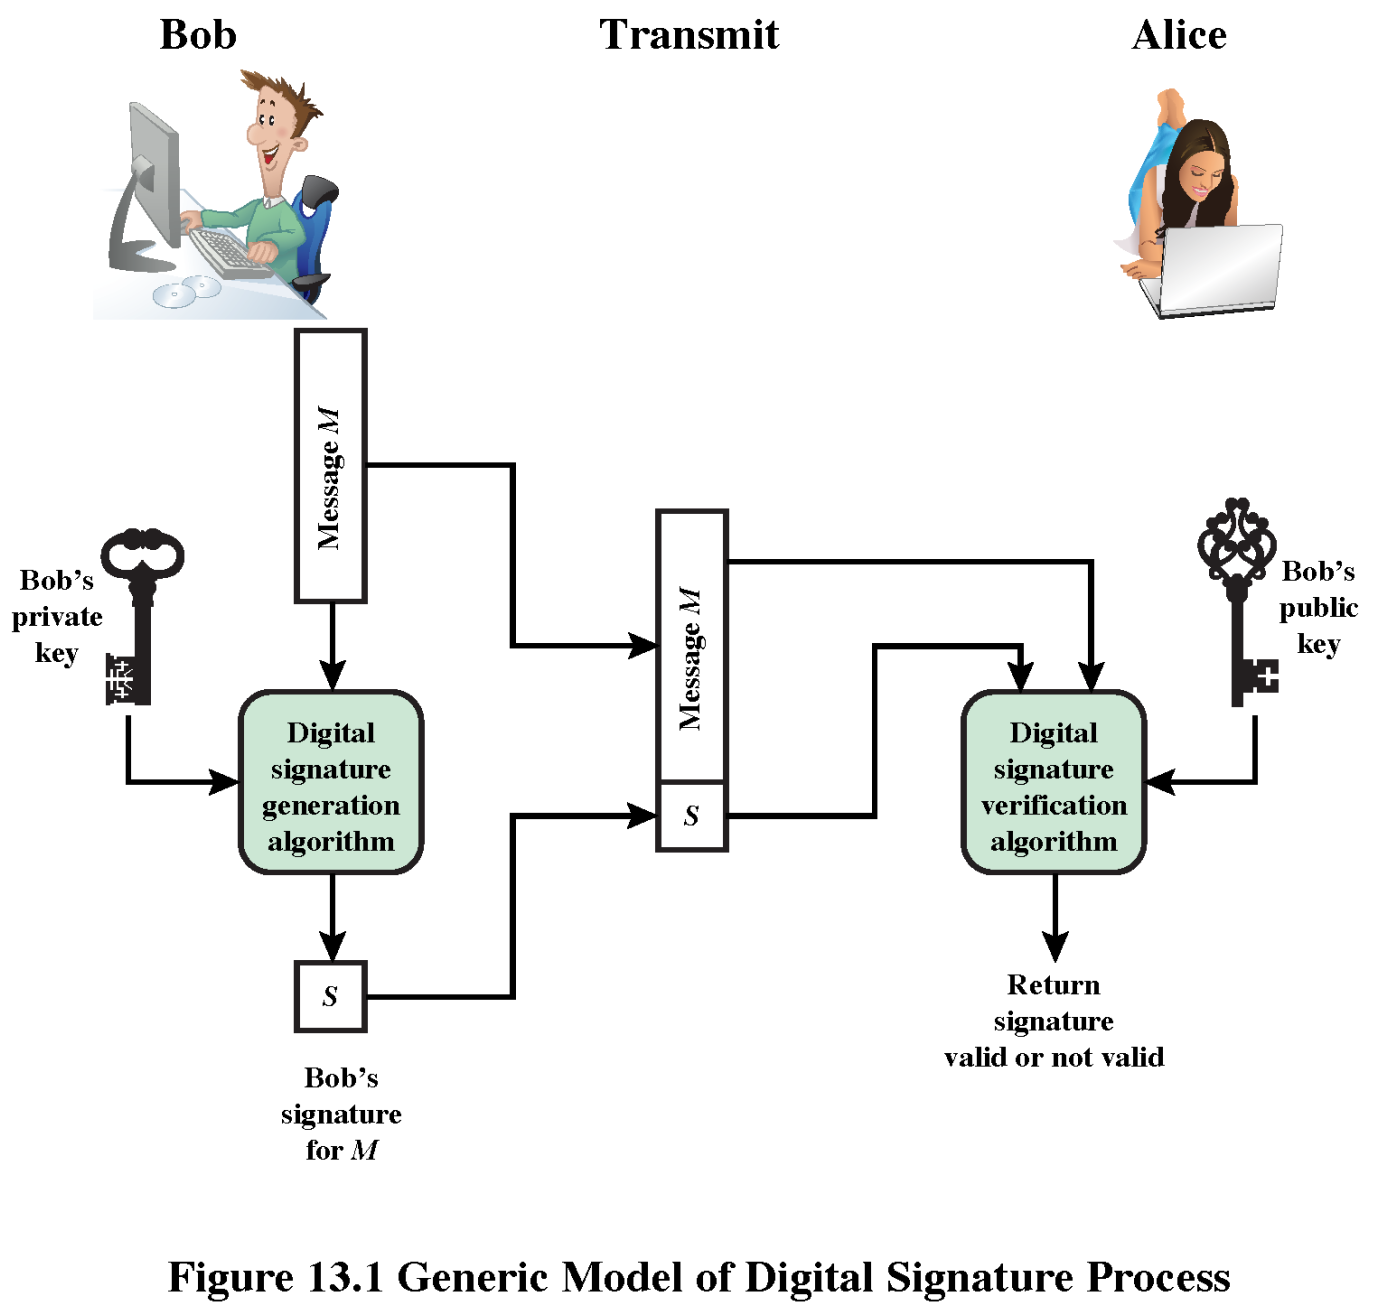 Bob
Transmit
Alice
Message M
Bob's
private
key
Digital
signature
generation
algorithm
S
Bob's
signature
for M
Message M
S
Bob's
public
key
Digital
signature
verification
algorithm
Return
signature
valid or not valid
Figure 13.1 Generic Model of Digital Signature Process